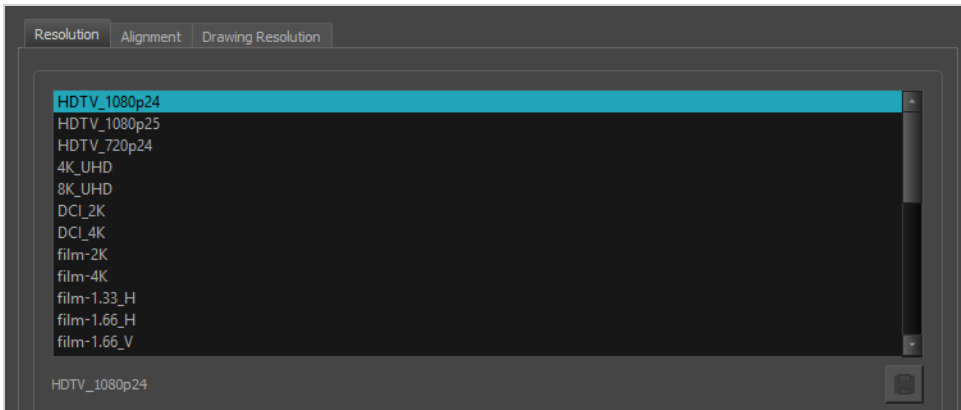 Resolution Alignment Drawing Resolution
HDTV_1080p24
HDTV_1080p25
HDTV_720p24
4K_UHD
8K_UHD
DCI_2K
DCI_4K
film-2K
film-4K
film-1.33_H
film-1.66_H
film-1.66_V
HDTV_1080p24